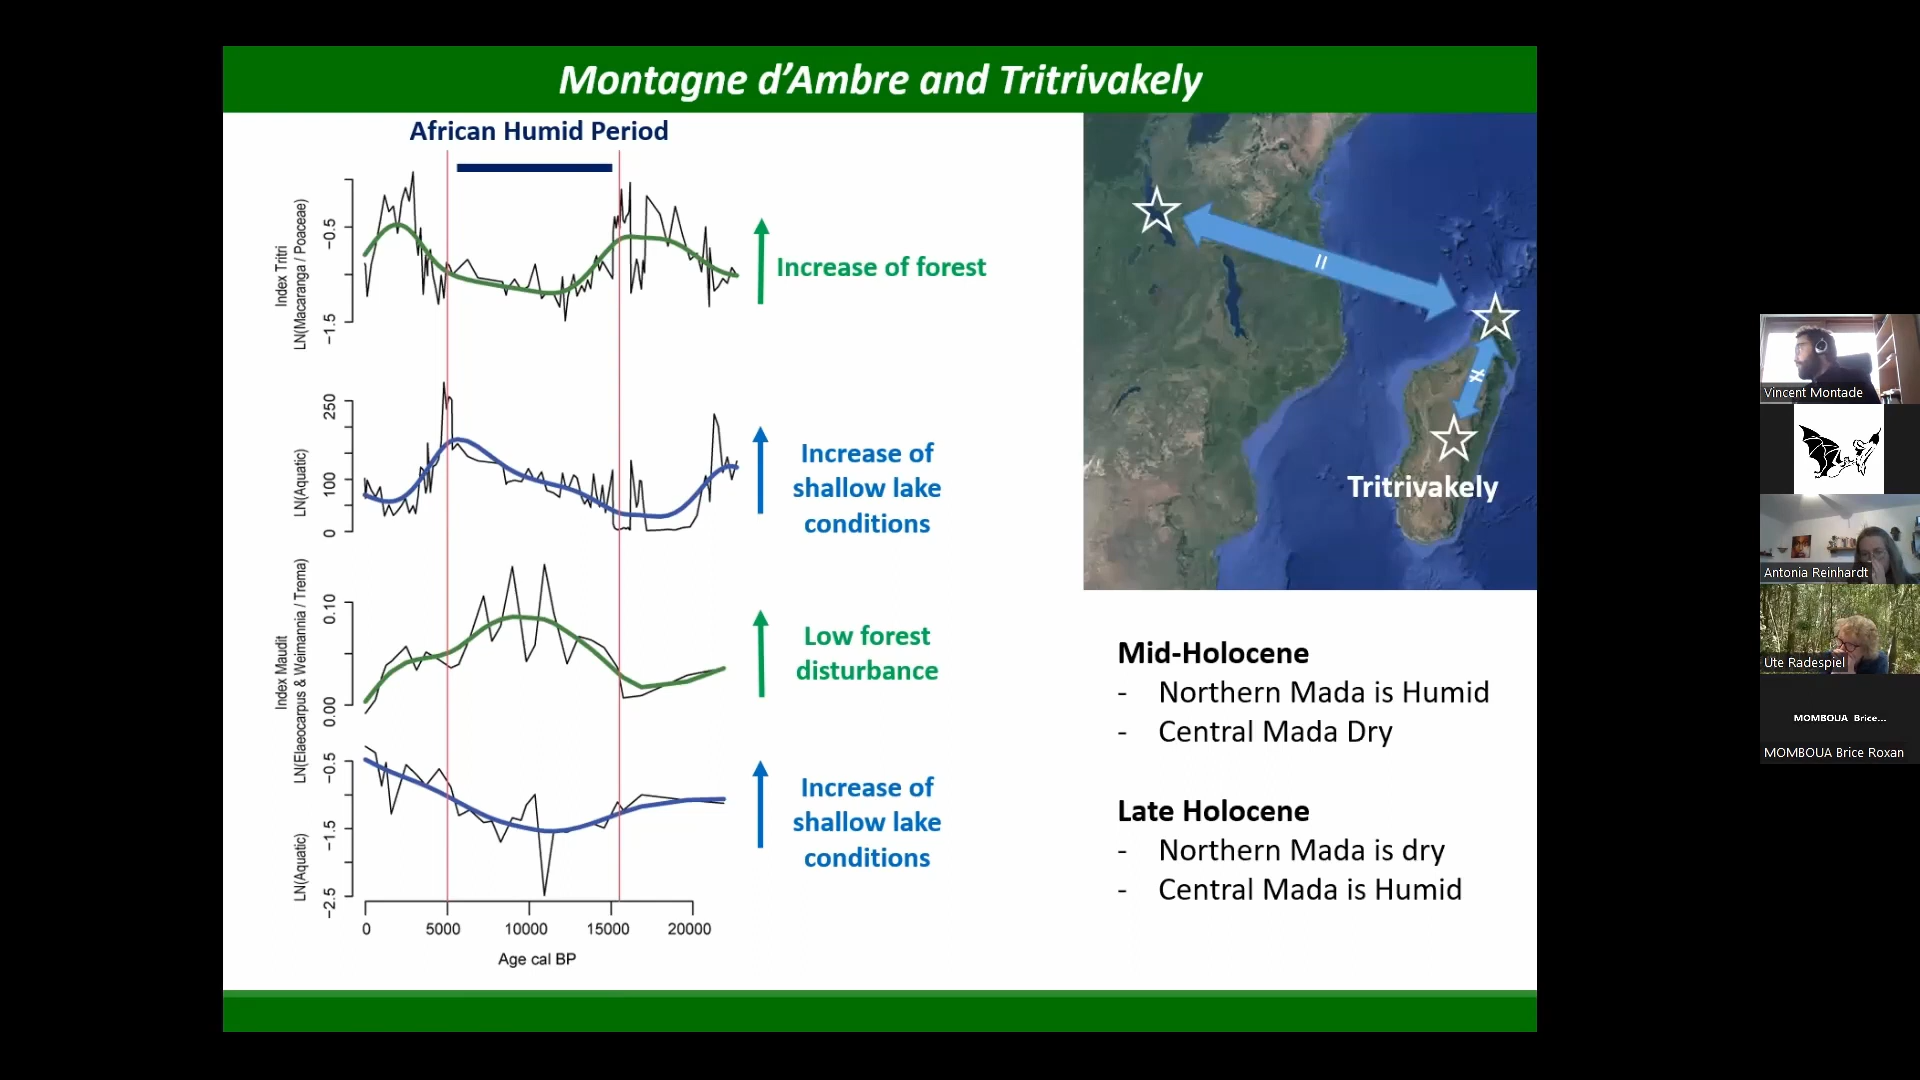 Montagne d’Ambre and Tritrivakely
African Humid Period
Index Tritri
LN(Macaranga / Poaceae)
-0.5
-1.5
Increase of forest
LN(Aquatic)
250
100
0
Increase of
shallow lake
conditions
Index Maudit
LN(Elaeocarpus & Weimannia / Trema)
0.10
0.00
Low forest
disturbance
LN(Aquatic)
-0.5
-1.5
-2.5
Increase of
shallow lake
conditions
0 5000 10000 15000 20000
Age cal BP
=
≠
Tritrivakely
Mid-Holocene
- Northern Mada is Humid
- Central Mada Dry
Late Holocene
- Northern Mada is dry
- Central Mada is Humid
Vincent Montade
Antonia Reinhardt
Ute Radespiel
MOMBOUA Brice...
MOMBOUA Brice Roxan